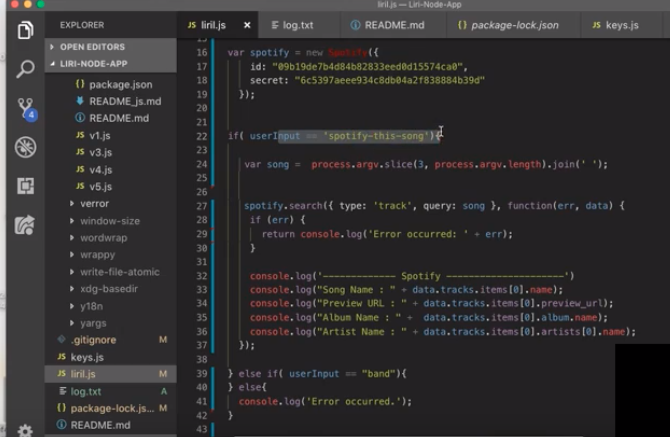 liril.js — Liri-Node-App
EXPLORER
OPEN EDITORS
LIRI-NODE-APP
package.json
README_js.md
README.md
v1.js
v3.js
v4.js
v5.js
verror
window-size
wordwrap
wrappy
write-file-atomic
xdg-basedir
y18n
yargs
.gitignore M
keys.js
liril.js M
log.txt A
package-lock.js... M
README.md
4
liril.js × log.txt README.md package-lock.json keys.js
15
16 var spotify = new Spotify({
17 id: "09b19de7b4d84b82833eed0d15574ca0",
18 secret: "6c5397aeee934c8db04a2f838884b39d"
19 });
20
21
22 if( userInput == 'spotify-this-song'){
23
24 var song = process.argv.slice(3, process.argv.length).join(' ');
25
26
27 spotify.search({ type: 'track', query: song }, function(err, data) {
28 if (err) {
29 return console.log('Error occurred: ' + err);
30 }
31
32 console.log('------------- Spotify ---------------------')
33 console.log("Song Name : " + data.tracks.items[0].name);
34 console.log("Preview URL : " + data.tracks.items[0].preview_url);
35 console.log("Album Name : " + data.tracks.items[0].album.name);
36 console.log("Artist Name : " + data.tracks.items[0].artists[0].name);
37 });
38
39 } else if( userInput == "band"){
40 } else{
41 console.log('Error occurred.');
42 }
43